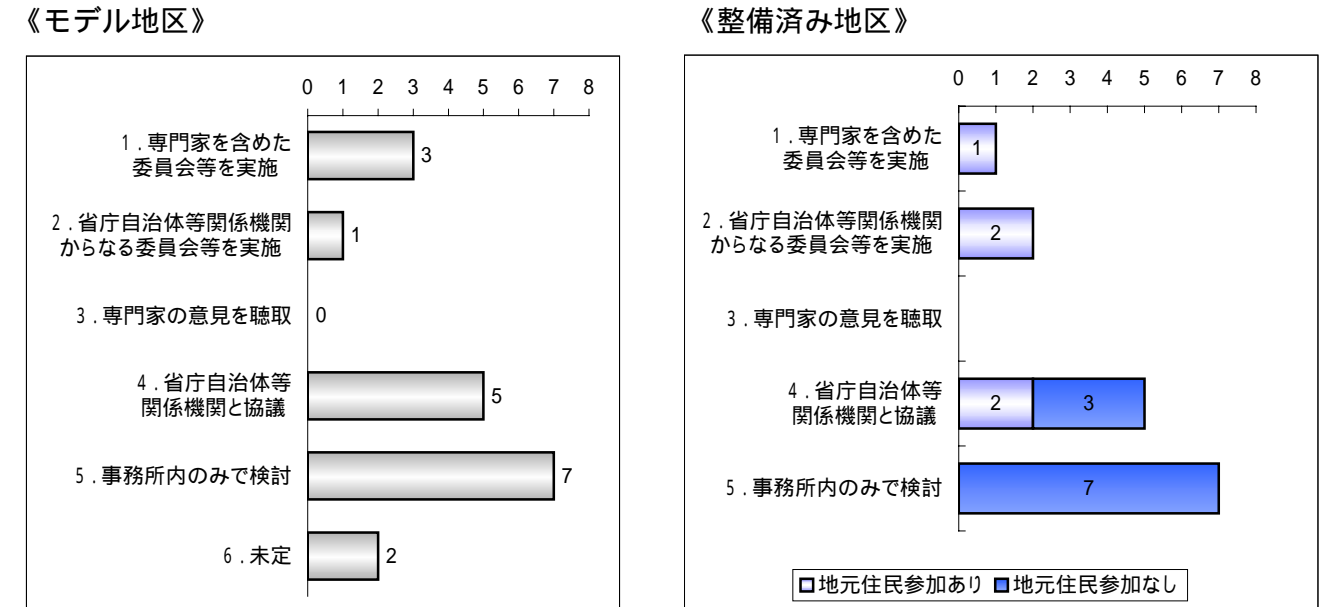 《モデル地区》
0 1 2 3 4 5 6 7 8
1．専門家を含めた
委員会等を実施
3
2．省庁自治体等関係機関
からなる委員会等を実施
1
3．専門家の意見を聴取
0
4．省庁自治体等
関係機関と協議
5
5．事務所内のみで検討
7
6．未定
2
《整備済み地区》
0 1 2 3 4 5 6 7 8
1．専門家を含めた
委員会等を実施
1
2．省庁自治体等関係機関
からなる委員会等を実施
2
3．専門家の意見を聴取
4．省庁自治体等
関係機関と協議
2 3
5．事務所内のみで検討
7
地元住民参加あり 地元住民参加なし